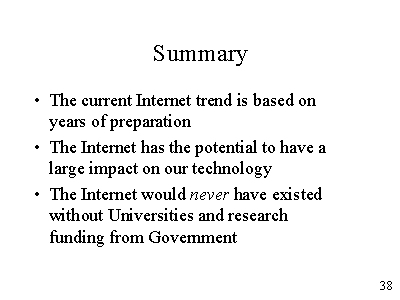 Summary
• The current Internet trend is based on
years of preparation
• The Internet has the potential to have a
large impact on our technology
• The Internet would never have existed
without Universities and research
funding from Government
38